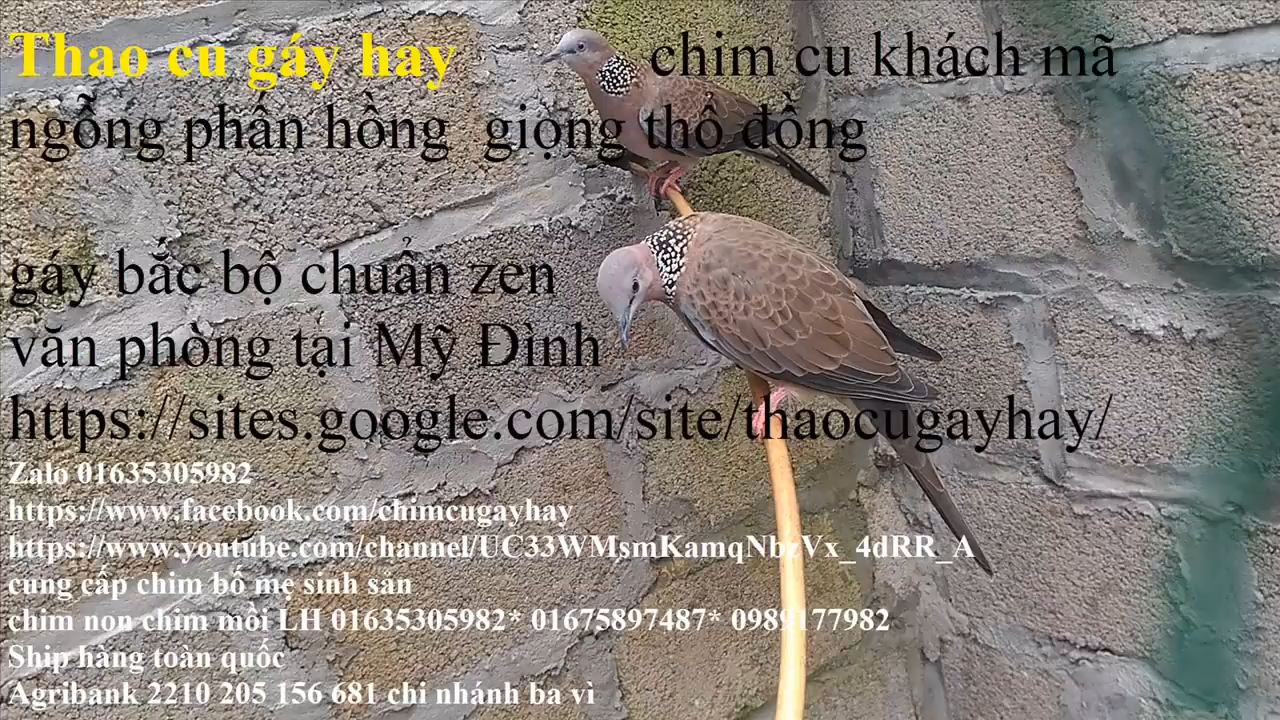 Thao cu gáy hay chim cu khách mã
ngỗng phấn hồng giọng thổ đồng
gáy bắc bộ chuẩn zen
văn phòng tại Mỹ Đình
https://sites.google.com/site/thaocugayhay/
Zalo 01635305982
https://www.facebook.com/chimcugayhay
https://www.youtube.com/channel/UC33WMsmKamqNbzVx_4dRR_A
cung cấp chim bố mẹ sinh sản
chim non chim mồi LH 01635305982* 01675897487* 0989177982
Ship hàng toàn quốc
Agribank 2210 205 156 681 chi nhánh ba vì